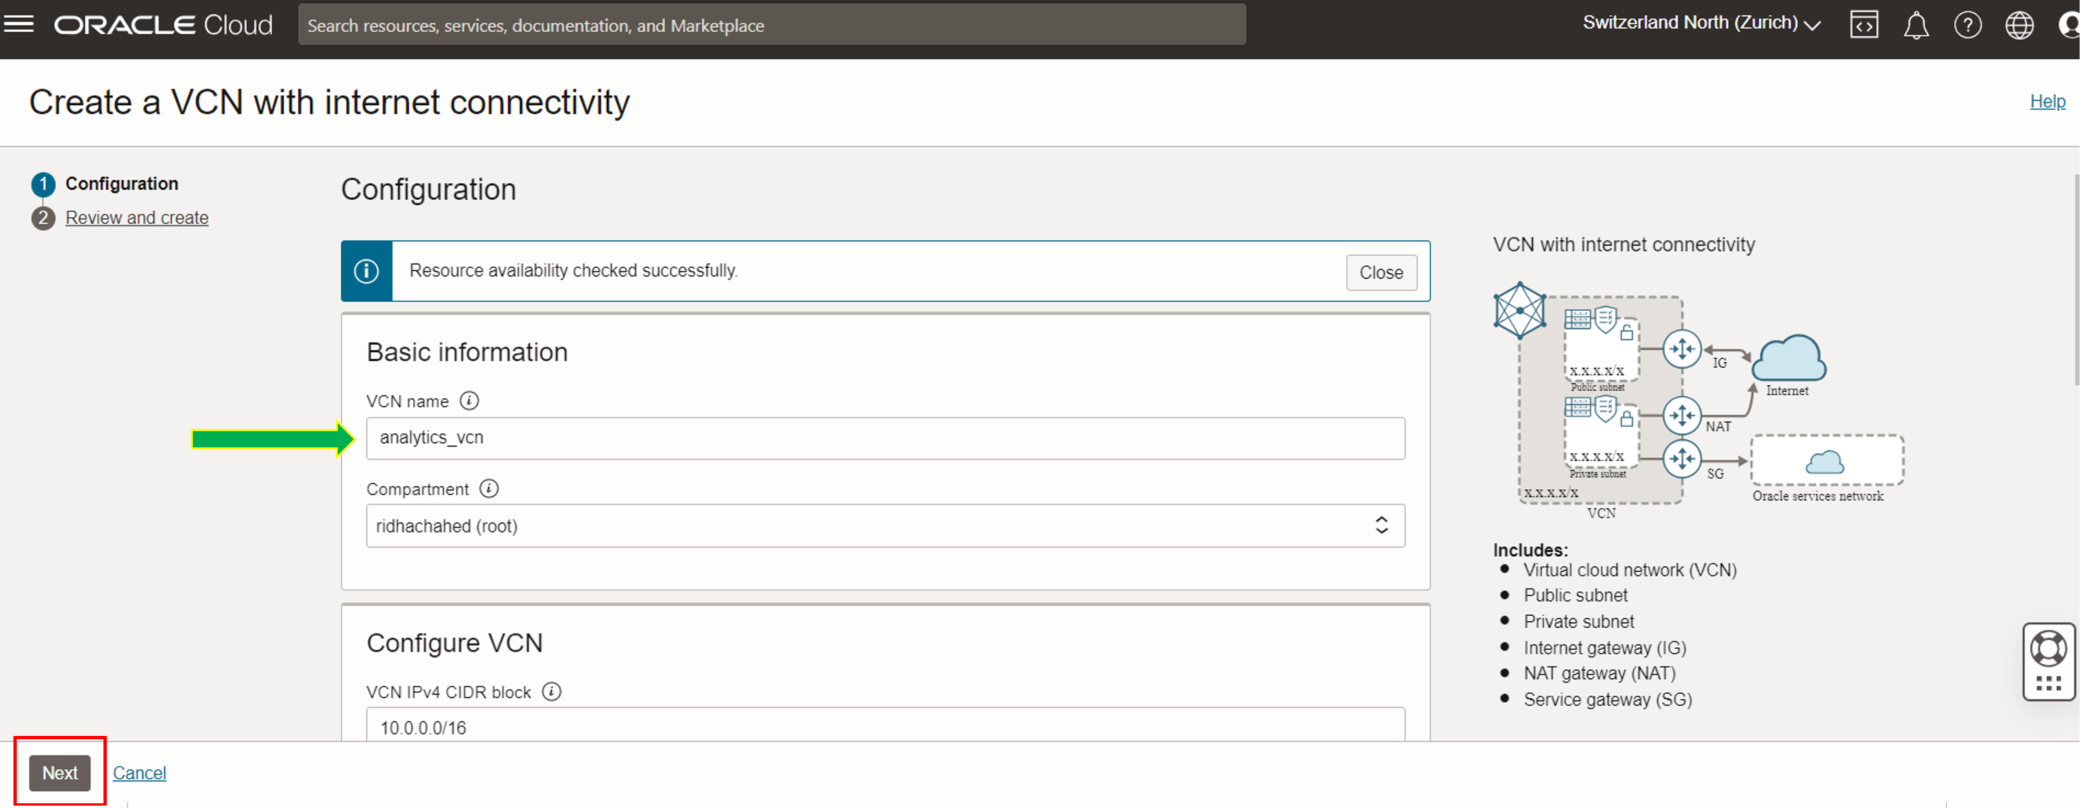 ORACLE Cloud
Search resources, services, documentation, and Marketplace
Switzerland North (Zurich)
Create a VCN with internet connectivity
Help
1 Configuration
2 Review and create
Configuration
Resource availability checked successfully.
Close
Basic information
VCN name
analytics_vcn
Compartment
ridhachahed (root)
Configure VCN
VCN IPv4 CIDR block
10.0.0.0/16
VCN with internet connectivity
x.x.x.x/x
Public subnet
IG
Internet
NAT
x.x.x.x/x
Private subnet
SG
x.x.x.x/x
Oracle services network
VCN
Includes:
Virtual cloud network (VCN)
Public subnet
Private subnet
Internet gateway (IG)
NAT gateway (NAT)
Service gateway (SG)
Next
Cancel